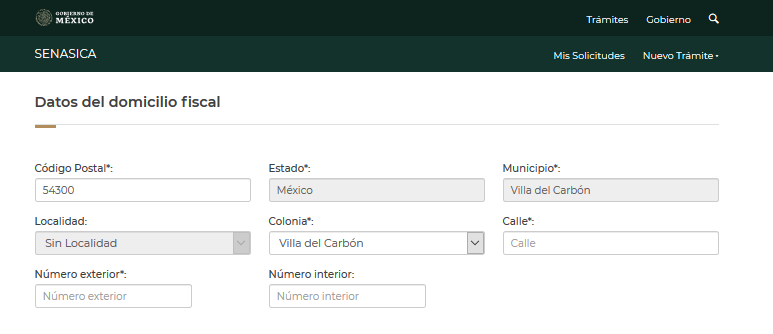 GOBIERNO DE
MÉXICO
Trámites Gobierno
SENASICA
Mis Solicitudes Nuevo Trámite
Datos del domicilio fiscal
Código Postal*: Estado*: Municipio*:
54300 México Villa del Carbón
Localidad: Colonia*: Calle*:
Sin Localidad Villa del Carbón Calle
Número exterior*: Número interior:
Número exterior Número interior